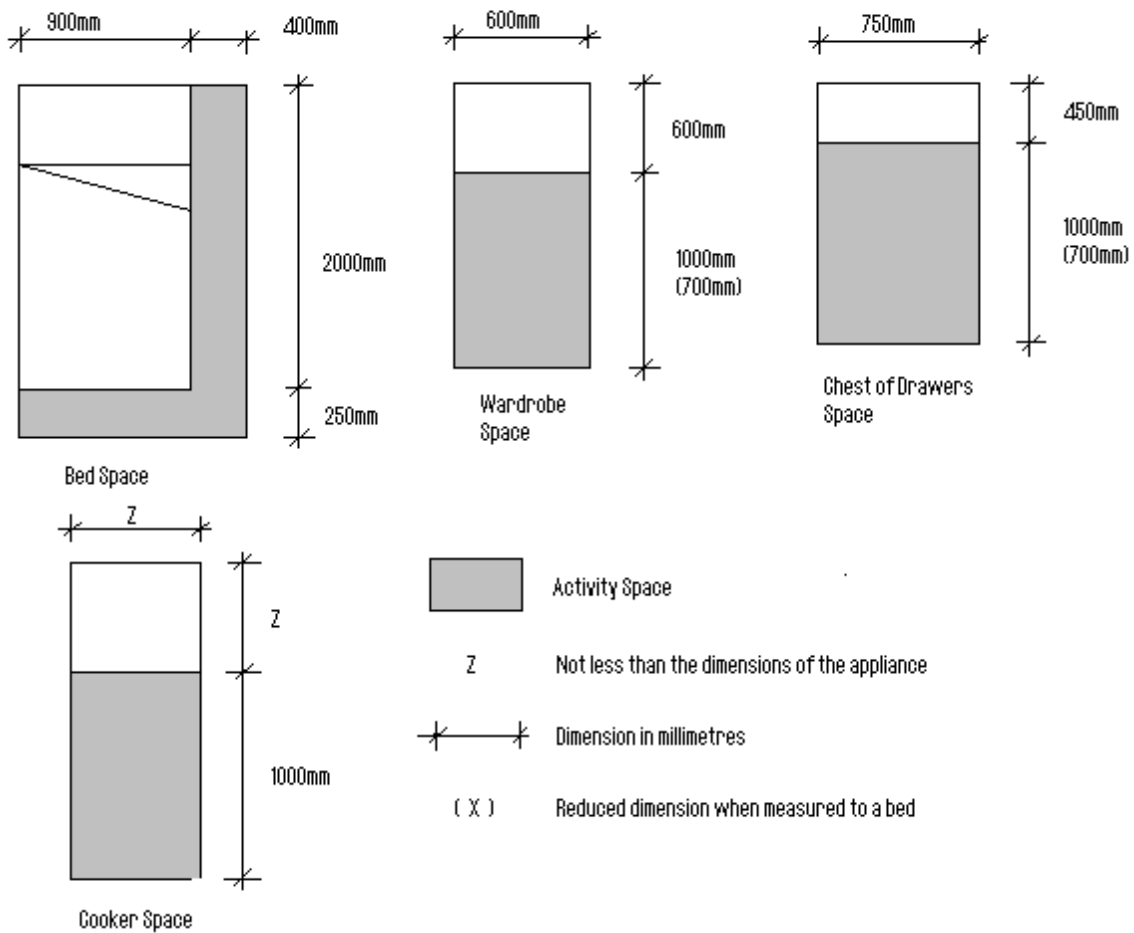 900mm
400mm
2000mm
250mm
Bed Space
600mm
600mm
1000mm
(700mm)
Wardrobe
Space
750mm
450mm
1000mm
(700mm)
Chest of Drawers
Space
Z
Z
1000mm
Cooker Space
Activity Space
Z Not less than the dimensions of the appliance
Dimension in millimetres
( X ) Reduced dimension when measured to a bed